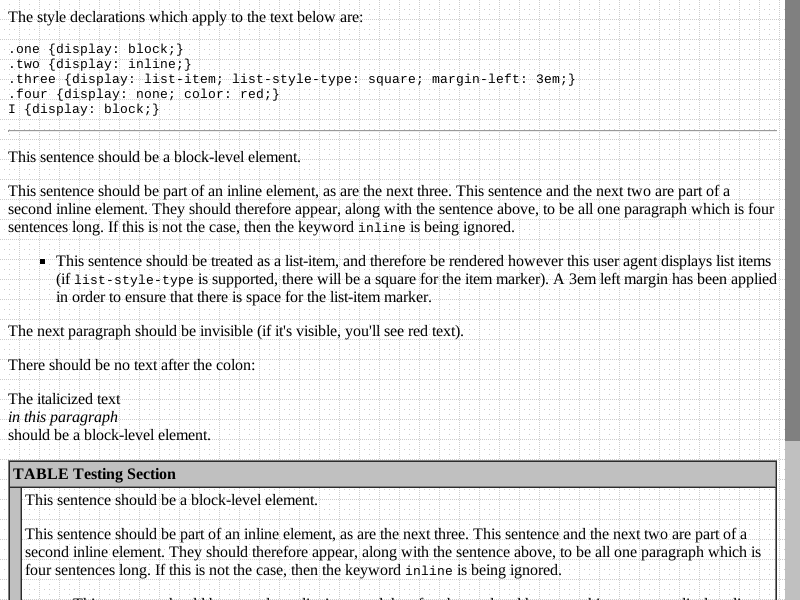 The style declarations which apply to the text below are:
.one {display: block;}
.two {display: inline;}
.three {display: list-item; list-style-type: square; margin-left: 3em;}
.four {display: none; color: red;}
I {display: block;}
This sentence should be a block-level element.
This sentence should be part of an inline element, as are the next three. This sentence and the next two are part of a
second inline element. They should therefore appear, along with the sentence above, to be all one paragraph which is four
sentences long. If this is not the case, then the keyword inline is being ignored.
This sentence should be treated as a list-item, and therefore be rendered however this user agent displays list items
(if list-style-type is supported, there will be a square for the item marker). A 3em left margin has been applied
in order to ensure that there is space for the list-item marker.
The next paragraph should be invisible (if it's visible, you'll see red text).
There should be no text after the colon:
The italicized text
in this paragraph
should be a block-level element.
TABLE Testing Section
This sentence should be a block-level element.
This sentence should be part of an inline element, as are the next three. This sentence and the next two are part of a
second inline element. They should therefore appear, along with the sentence above, to be all one paragraph which is
four sentences long. If this is not the case, then the keyword inline is being ignored.